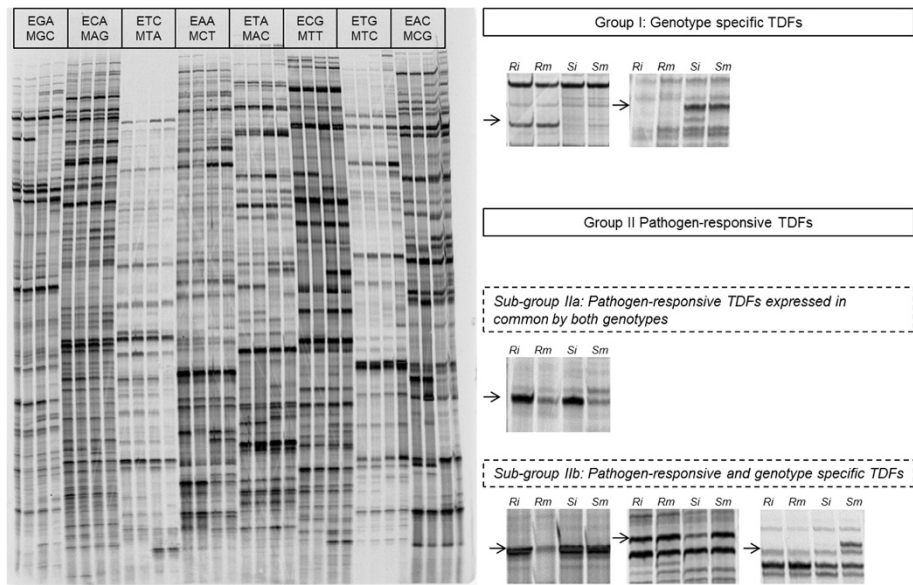 EGA ECA ETC EAA ETA ECG ETG EAC
MGC MAG MTA MCT MAC MTT MTC MCG
Group I: Genotype specific TDFs
Ri Rm Si Sm Ri Rm Si Sm
Group II Pathogen-responsive TDFs
Sub-group IIa: Pathogen-responsive TDFs expressed in
common by both genotypes
Ri Rm Si Sm
Sub-group IIb: Pathogen-responsive and genotype specific TDFs
Ri Rm Si Sm Ri Rm Si Sm Ri Rm Si Sm